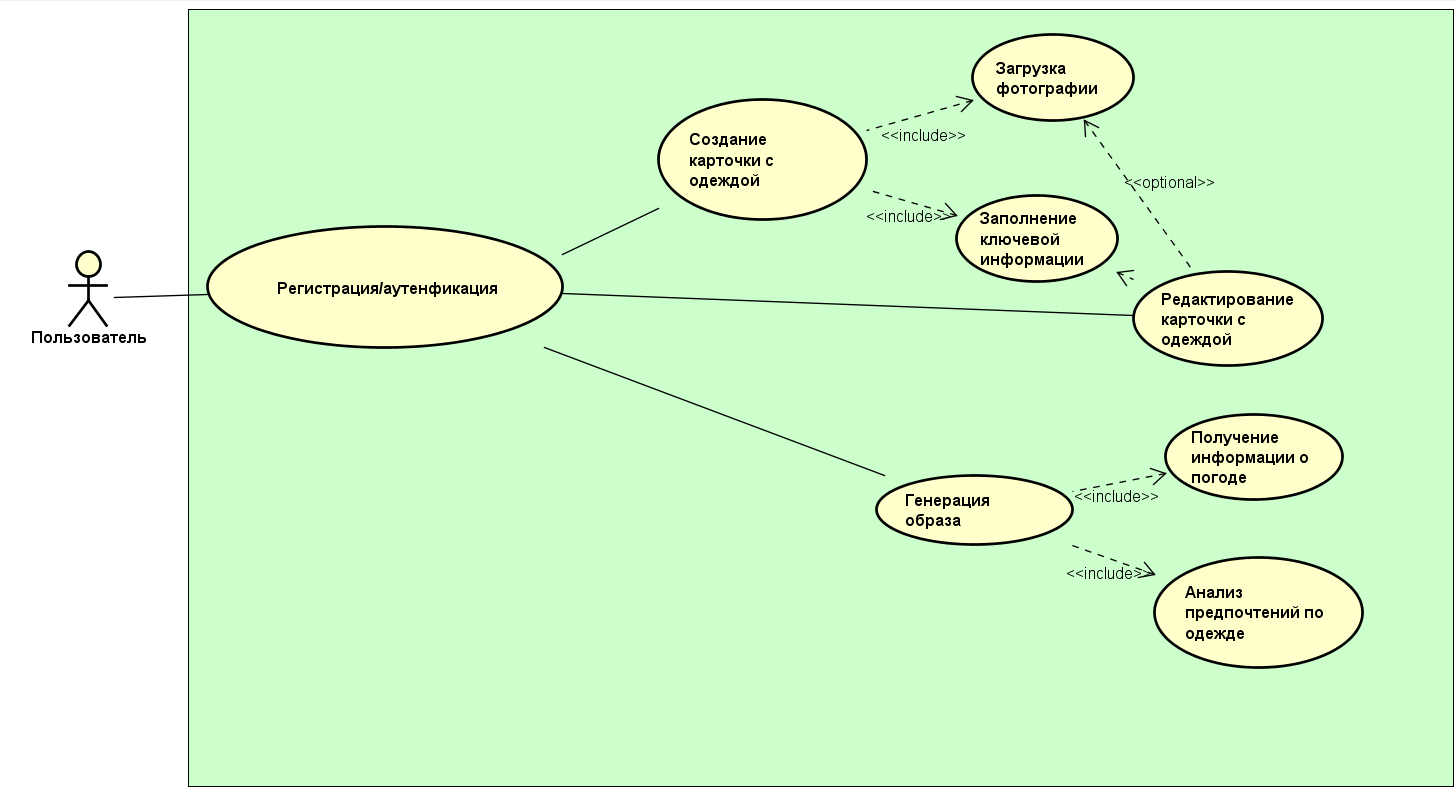 Загрузка
фотографии
<<include>>
Создание
карточки с
одеждой
<<optional>>
<<include>>
Заполнение
ключевой
информации
Регистрация/аутенфикация
Редактирование
карточки с
одеждой
Пользователь
Получение
информации о
погоде
<<include>>
Генерация
образа
<<include>>
Анализ
предпочтений по
одежде